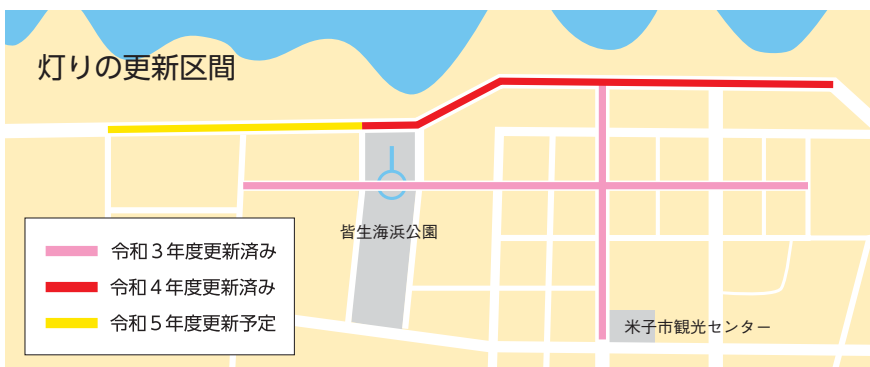 灯りの更新区間
皆生海浜公園
令和３年度更新済み
令和４年度更新済み
令和５年度更新予定
米子市観光センター